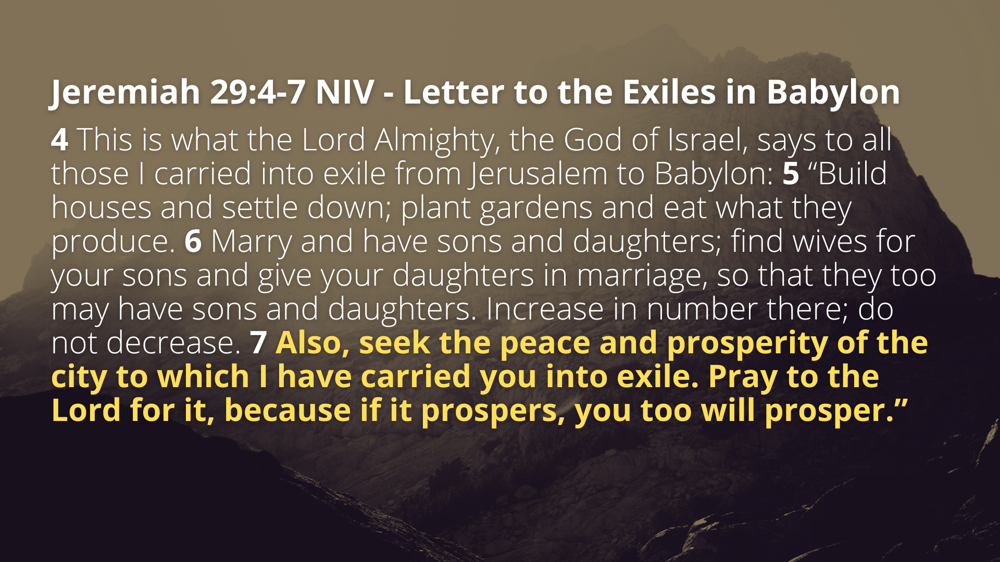 Jeremiah 29:4-7 NIV - Letter to the Exiles in Babylon
4 This is what the Lord Almighty, the God of Israel, says to all
those I carried into exile from Jerusalem to Babylon: 5 “Build
houses and settle down; plant gardens and eat what they
produce. 6 Marry and have sons and daughters; find wives for
your sons and give your daughters in marriage, so that they too
may have sons and daughters. Increase in number there; do
not decrease. 7 Also, seek the peace and prosperity of the
city to which I have carried you into exile. Pray to the
Lord for it, because if it prospers, you too will prosper.”